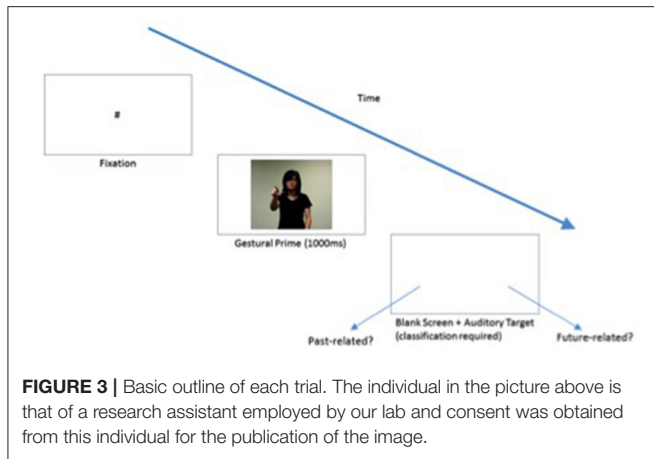 Time
#
Fixation
Gestural Prime (1000ms)
Blank Screen + Auditory Target
(classification required)
Past-related?
Future-related?
FIGURE 3 | Basic outline of each trial. The individual in the picture above is
that of a research assistant employed by our lab and consent was obtained
from this individual for the publication of the image.